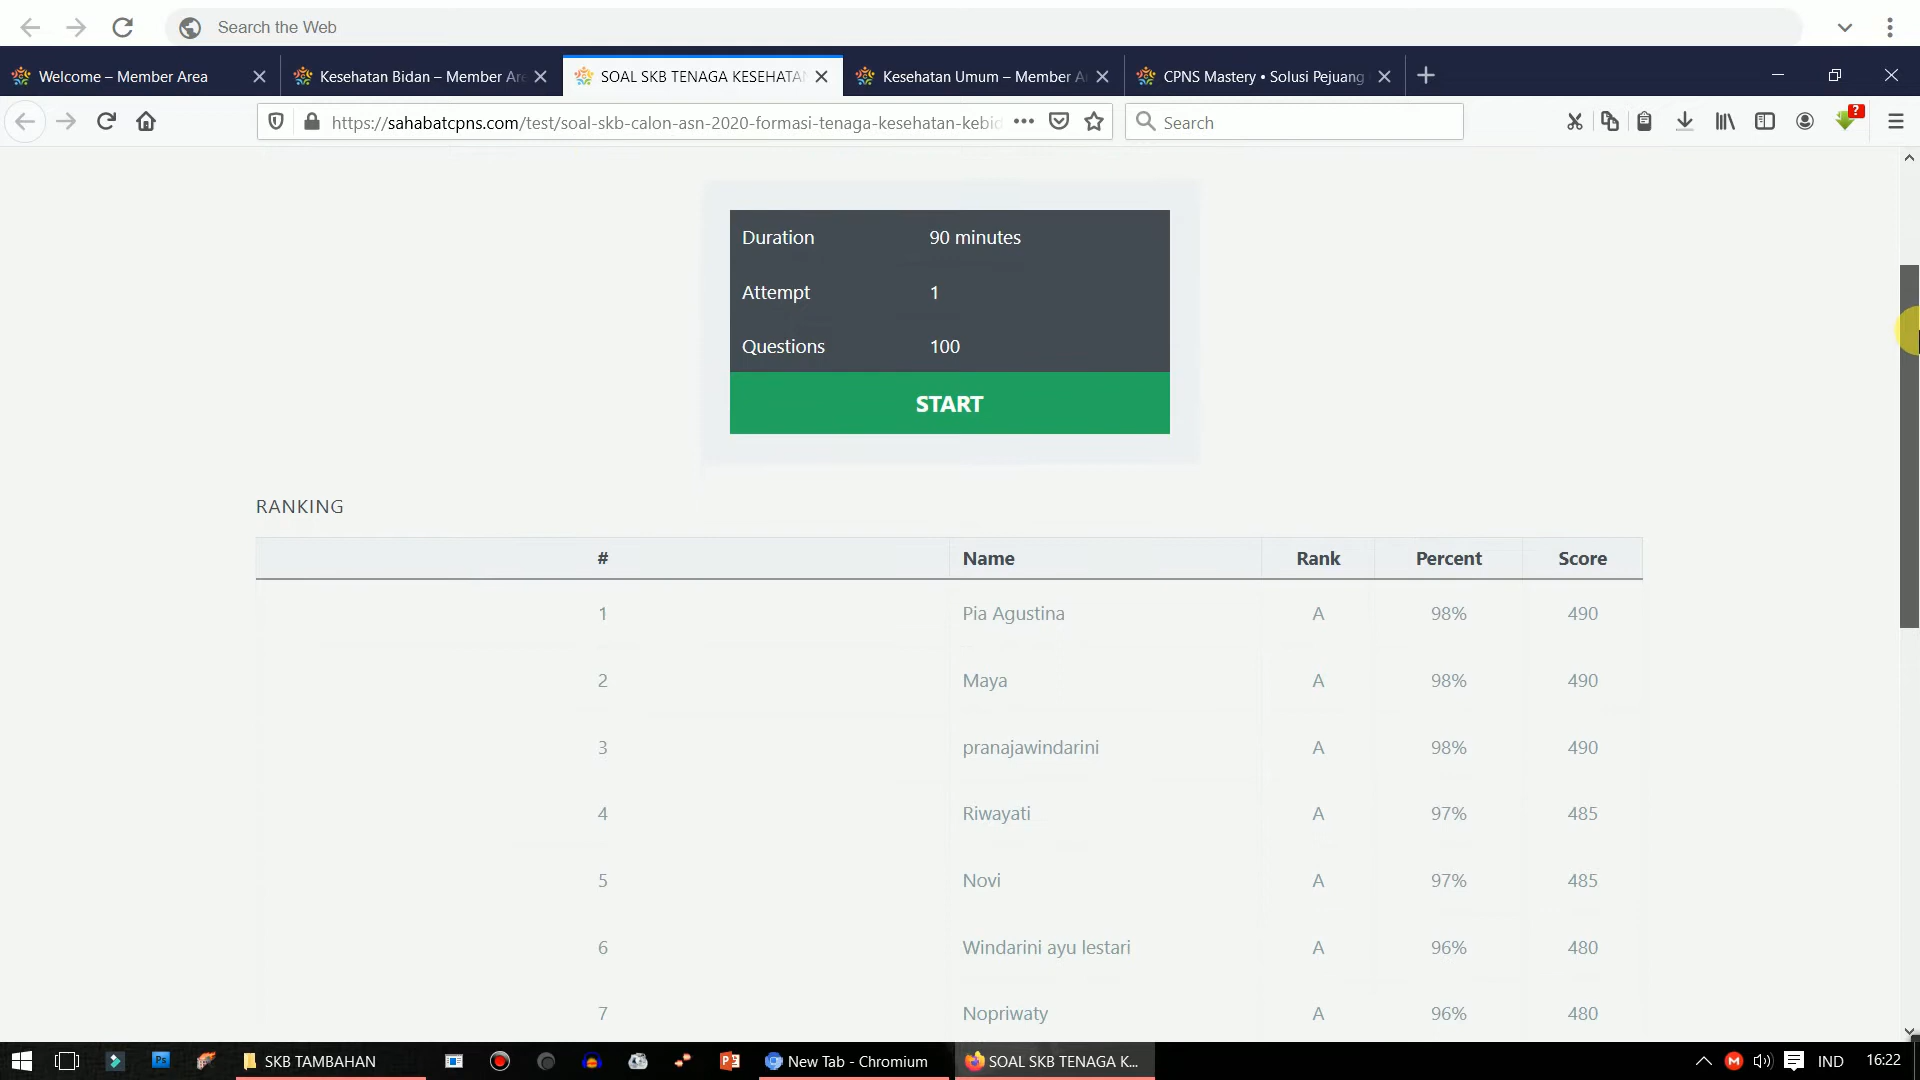 Search the Web
Welcome – Member Area
Kesehatan Bidan – Member Are
SOAL SKB TENAGA KESEHATAN
Kesehatan Umum – Member A
CPNS Mastery • Solusi Pejuang
https://sahabatcpns.com/test/soal-skb-calon-asn-2020-formasi-tenaga-kesehatan-kebid
Search
?
Duration 90 minutes
Attempt 1
Questions 100
START
RANKING
# Name Rank Percent Score
1 Pia Agustina A 98% 490
2 Maya A 98% 490
3 pranajawindarini A 98% 490
4 Riwayati A 97% 485
5 Novi A 97% 485
6 Windarini ayu lestari A 96% 480
7 Nopriwaty A 96% 480
SKB TAMBAHAN
New Tab - Chromium
SOAL SKB TENAGA K...
IND
16:22